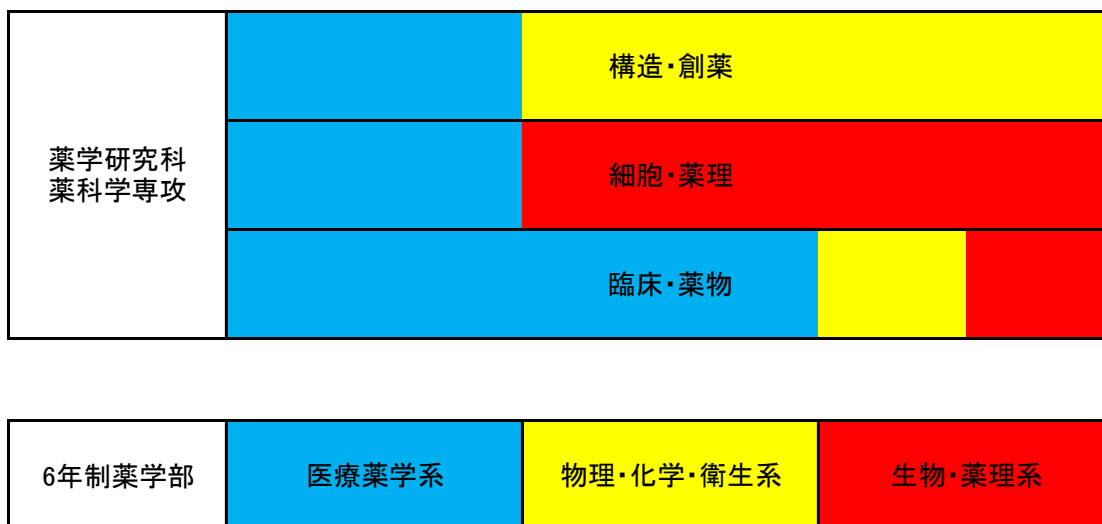 構造・創薬
薬学研究科
薬科学専攻
細胞・薬理
臨床・薬物
6年制薬学部
医療薬学系
物理・化学・衛生系
生物・薬理系